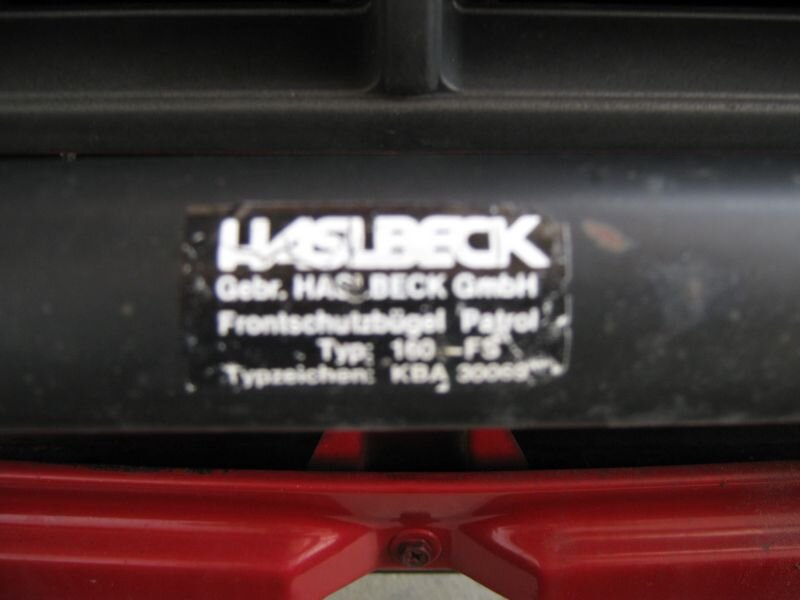 HASLBECK
Gebr. HASLBECK GmbH
Frontschutzbügel Patrol
Typ: 160 -FS
Typzeichen: KBA